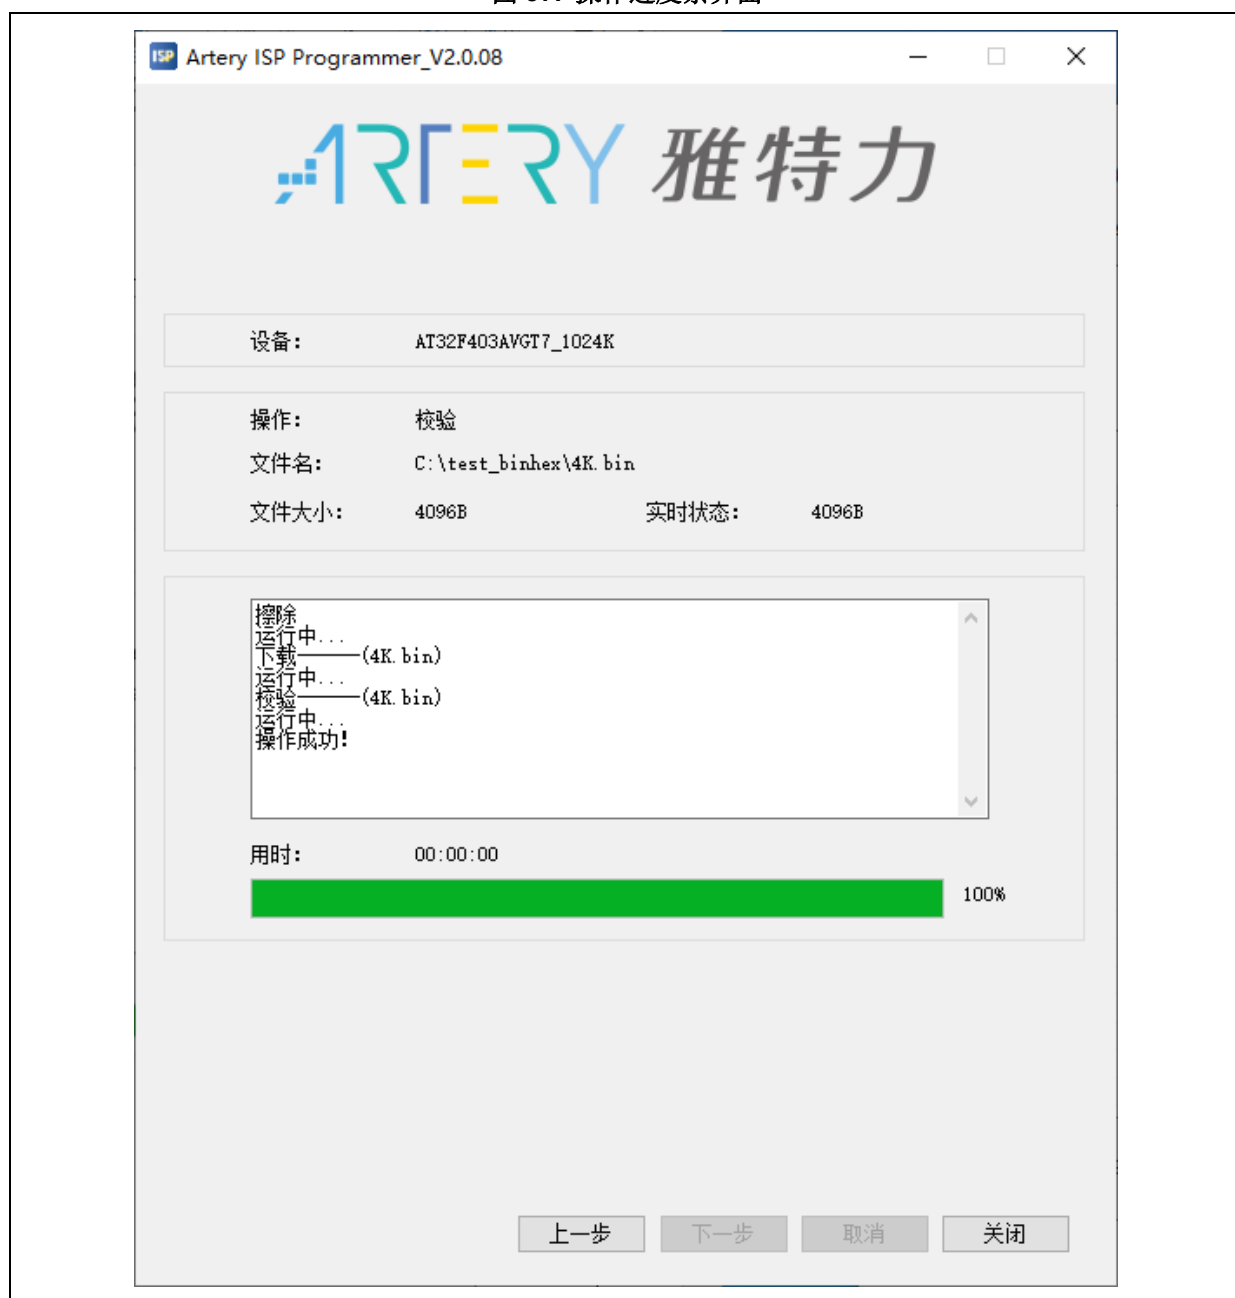 ISP Artery ISP Programmer_V2.0.08
ARTERY 雅特力
设备: AT32F403AVGT7_1024K
操作: 校验
文件名: C:\test_binhex\4K.bin
文件大小: 4096B 实时状态: 4096B
擦除
运行中...
下载———(4K.bin)
运行中...
校验———(4K.bin)
运行中...
操作成功!
用时: 00:00:00
100%
上一步 下一步 取消 关闭